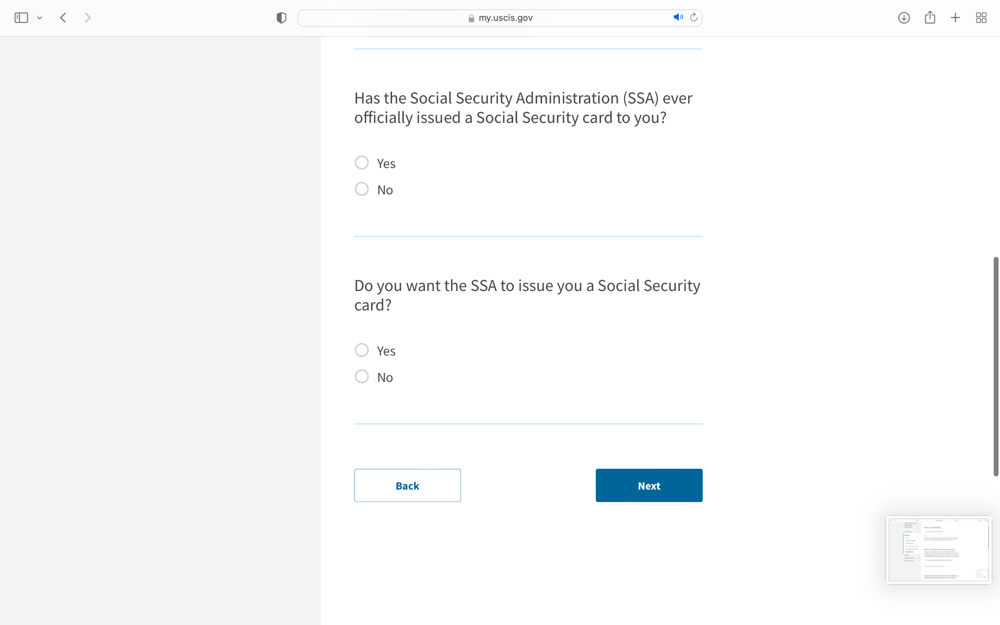 my.uscis.gov
Has the Social Security Administration (SSA) ever
officially issued a Social Security card to you?
Yes
No
Do you want the SSA to issue you a Social Security
card?
Yes
No
Back
Next